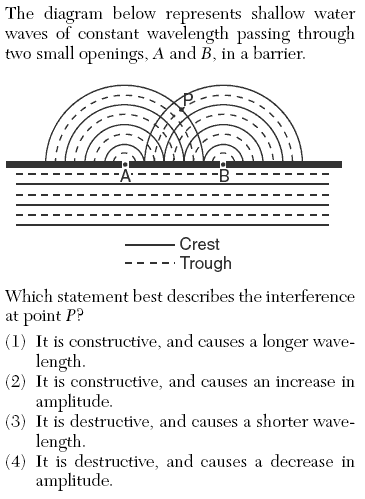 The diagram below represents shallow water
waves of constant wavelength passing through
two small openings, A and B, in a barrier.
P
A
B
Crest
Trough
Which statement best describes the interference
at point P?
(1) It is constructive, and causes a longer wave-
length.
(2) It is constructive, and causes an increase in
amplitude.
(3) It is destructive, and causes a shorter wave-
length.
(4) It is destructive, and causes a decrease in
amplitude.